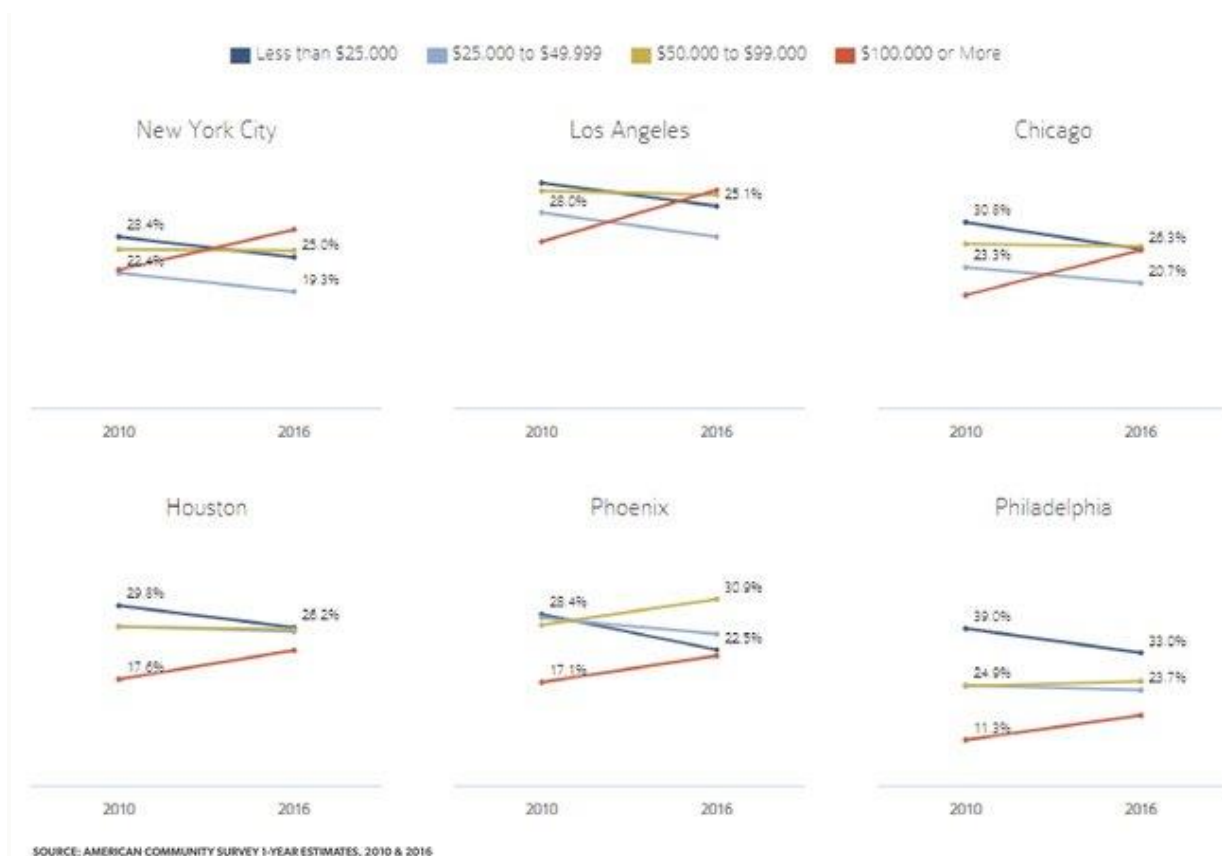 Less than $25,000 $25,000 to $49,999 $50,000 to $99,000 $100,000 or More
New York City Los Angeles Chicago
28.4% 22.4% 25.0% 19.3%
28.0% 25.1%
30.8% 23.3% 26.3% 20.7%
2010 2016 2010 2016 2010 2016
Houston Phoenix Philadelphia
29.8% 17.6% 26.2%
28.4% 17.1% 30.9% 22.5%
39.0% 24.9% 11.3% 33.0% 23.7%
2010 2016 2010 2016 2010 2016
SOURCE: AMERICAN COMMUNITY SURVEY 1-YEAR ESTIMATES, 2010 & 2016